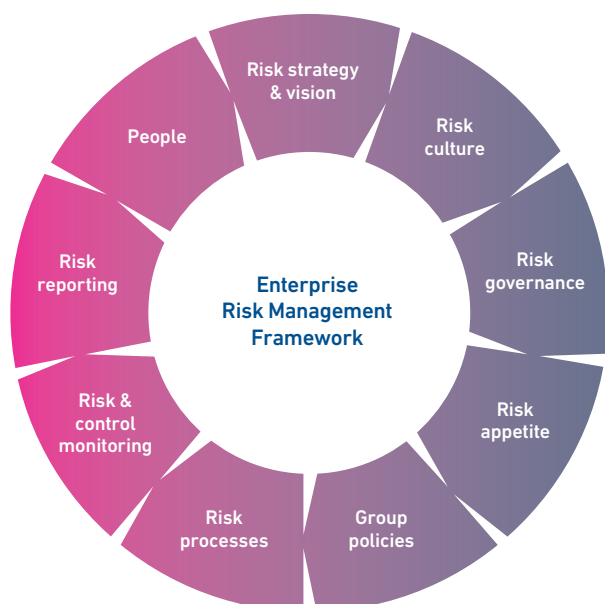 Risk strategy
& vision
Risk
culture
Risk
governance
Risk
appetite
Group
policies
Risk
processes
Risk &
control
monitoring
Risk
reporting
People
Enterprise
Risk Management
Framework